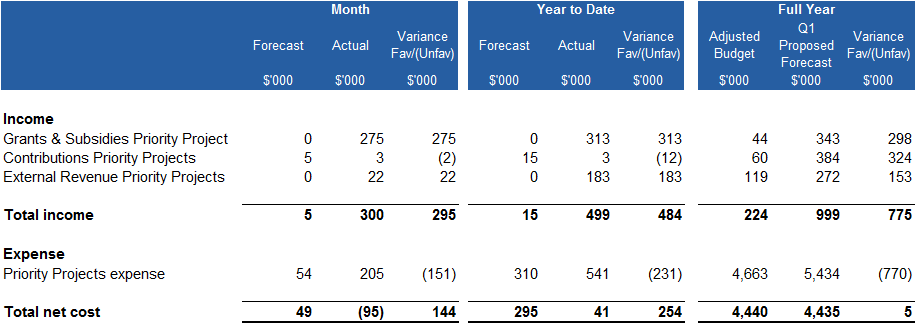 Month Year to Date Full Year
Forecast Actual Variance Fav/(Unfav) Forecast Actual Variance Fav/(Unfav) Adjusted Budget Q1 Proposed Forecast Variance Fav/(Unfav)
$'000 $'000 $'000 $'000 $'000 $'000 $'000 $'000 $'000
Income
Grants & Subsidies Priority Project 0 275 275 0 313 313 44 343 298
Contributions Priority Projects 5 3 (2) 15 3 (12) 60 384 324
External Revenue Priority Projects 0 22 22 0 183 183 119 272 153
Total income 5 300 295 15 499 484 224 999 775
Expense
Priority Projects expense 54 205 (151) 310 541 (231) 4,663 5,434 (770)
Total net cost 49 (95) 144 295 41 254 4,440 4,435 5